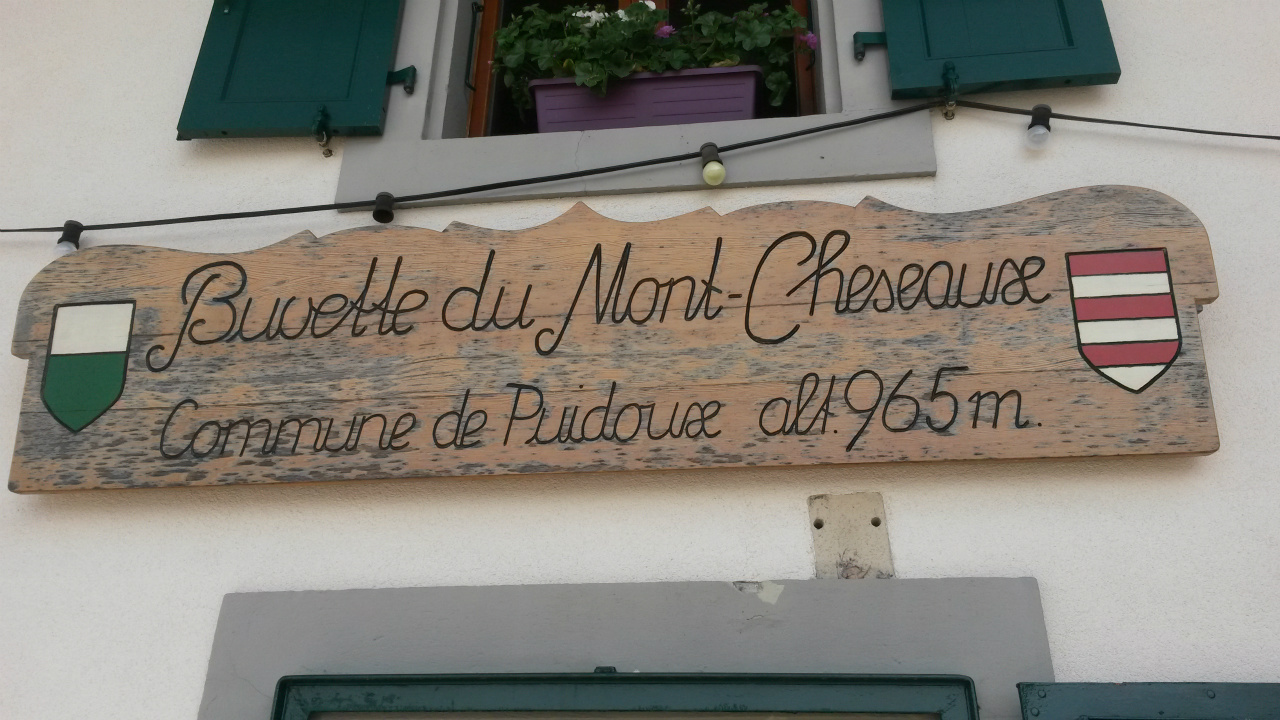 Buvette du Mont-Cheseaux
Commune de Puidoux alt. 965 m.